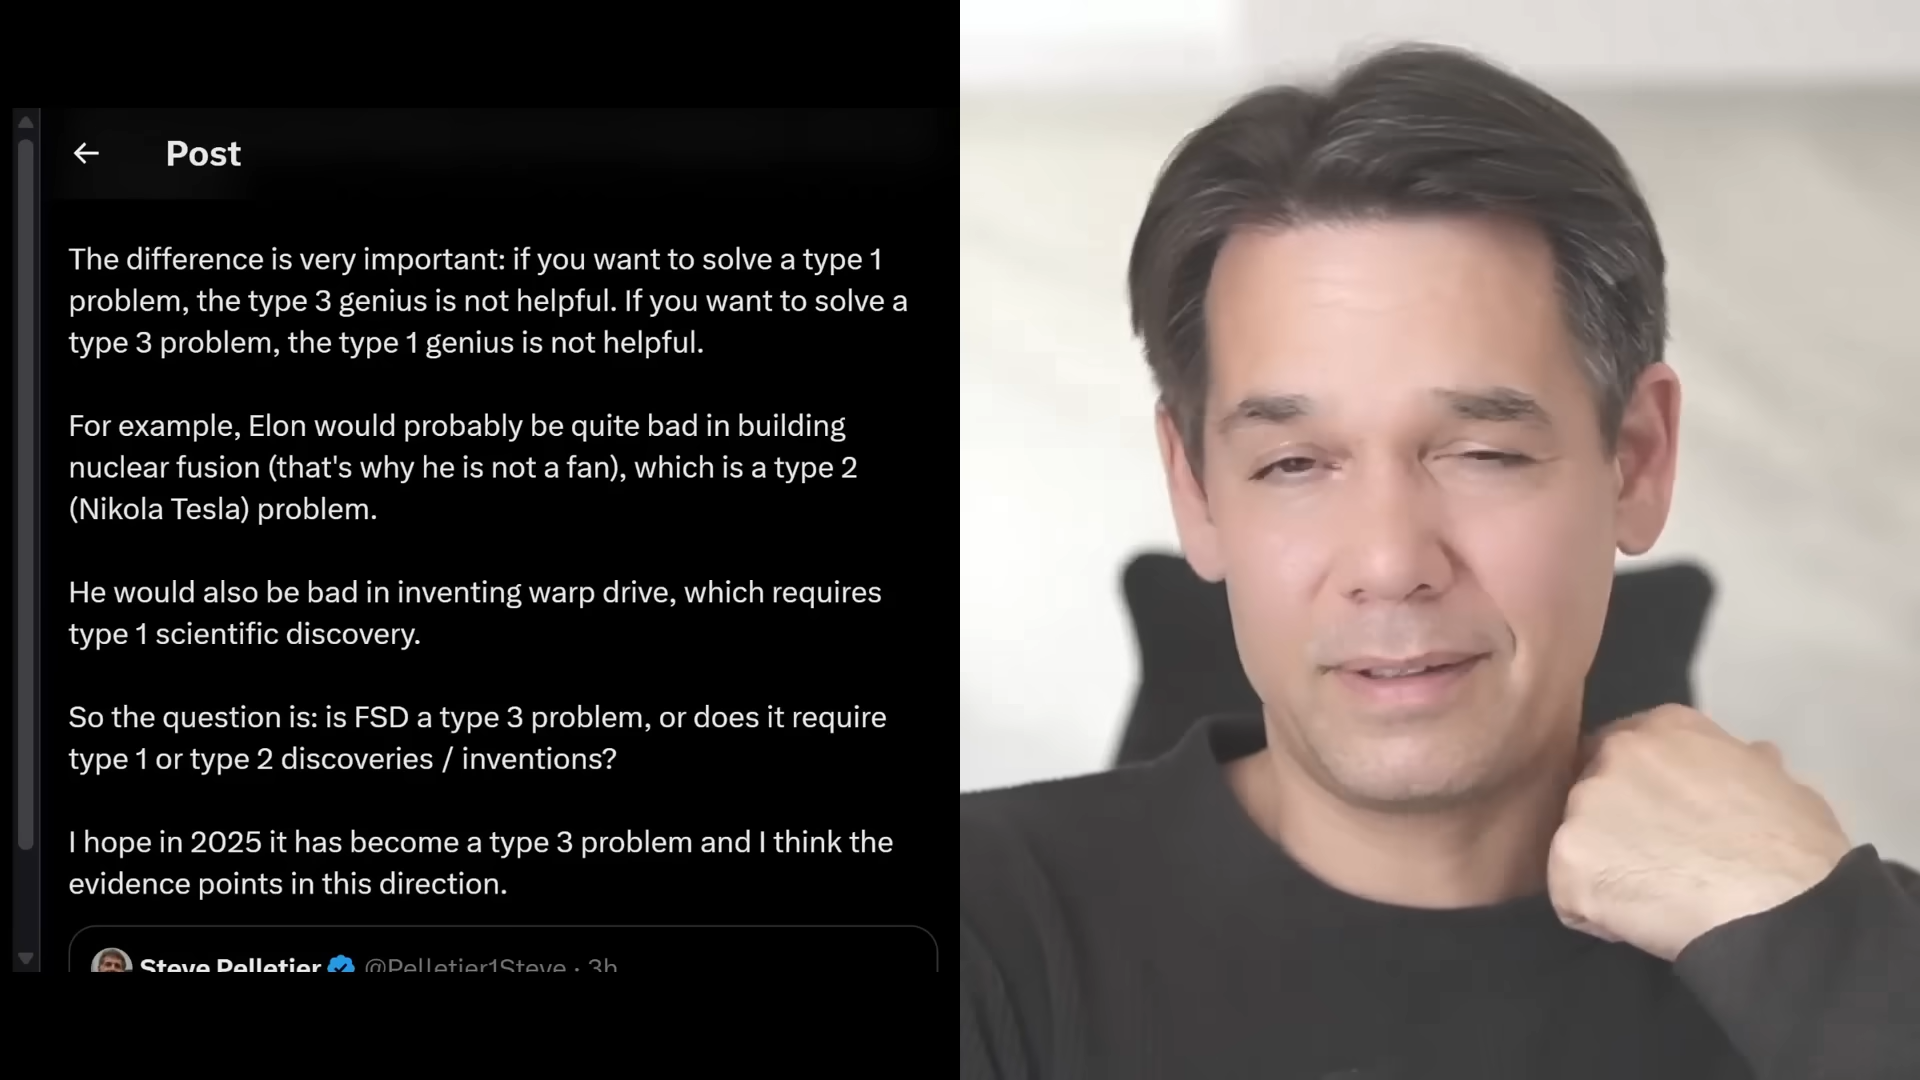 Post
The difference is very important: if you want to solve a type 1
problem, the type 3 genius is not helpful. If you want to solve a
type 3 problem, the type 1 genius is not helpful.
For example, Elon would probably be quite bad in building
nuclear fusion (that's why he is not a fan), which is a type 2
(Nikola Tesla) problem.
He would also be bad in inventing warp drive, which requires
type 1 scientific discovery.
So the question is: is FSD a type 3 problem, or does it require
type 1 or type 2 discoveries / inventions?
I hope in 2025 it has become a type 3 problem and I think the
evidence points in this direction.
Steve Pelletier @Pelletier1Steve · 3h